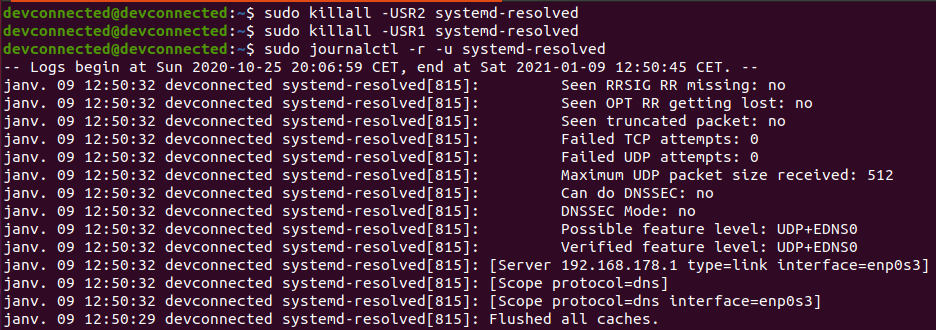 devconnected@devconnected:~$ sudo killall -USR2 systemd-resolved
devconnected@devconnected:~$ sudo killall -USR1 systemd-resolved
devconnected@devconnected:~$ sudo journalctl -r -u systemd-resolved
-- Logs begin at Sun 2020-10-25 20:06:59 CET, end at Sat 2021-01-09 12:50:45 CET. --
janv. 09 12:50:32 devconnected systemd-resolved[815]:         Seen RRSIG RR missing: no
janv. 09 12:50:32 devconnected systemd-resolved[815]:         Seen OPT RR getting lost: no
janv. 09 12:50:32 devconnected systemd-resolved[815]:         Seen truncated packet: no
janv. 09 12:50:32 devconnected systemd-resolved[815]:         Failed TCP attempts: 0
janv. 09 12:50:32 devconnected systemd-resolved[815]:         Failed UDP attempts: 0
janv. 09 12:50:32 devconnected systemd-resolved[815]:         Maximum UDP packet size received: 512
janv. 09 12:50:32 devconnected systemd-resolved[815]:         Can do DNSSEC: no
janv. 09 12:50:32 devconnected systemd-resolved[815]:         DNSSEC Mode: no
janv. 09 12:50:32 devconnected systemd-resolved[815]:         Possible feature level: UDP+EDNS0
janv. 09 12:50:32 devconnected systemd-resolved[815]:         Verified feature level: UDP+EDNS0
janv. 09 12:50:32 devconnected systemd-resolved[815]: [Server 192.168.178.1 type=link interface=enp0s3]
janv. 09 12:50:32 devconnected systemd-resolved[815]: [Scope protocol=dns]
janv. 09 12:50:32 devconnected systemd-resolved[815]: [Scope protocol=dns interface=enp0s3]
janv. 09 12:50:29 devconnected systemd-resolved[815]: Flushed all caches.